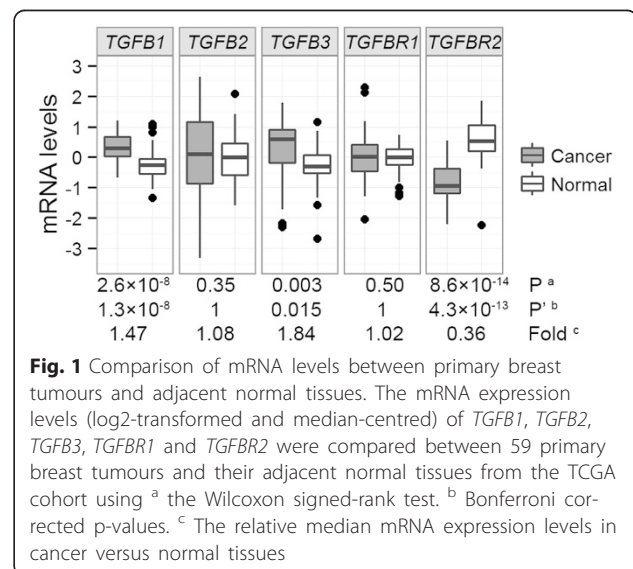 TGFB1 TGFB2 TGFB3 TGFBR1 TGFBR2
3
2
1
0
-1
-2
-3
mRNA levels
Cancer
Normal
2.6×10⁻⁸ 0.35 0.003 0.50 8.6×10⁻¹⁴ P ᵃ
1.3×10⁻⁸ 1 0.015 1 4.3×10⁻¹³ P' ᵇ
1.47 1.08 1.84 1.02 0.36 Fold ᶜ
Fig. 1 Comparison of mRNA levels between primary breast
tumours and adjacent normal tissues. The mRNA expression
levels (log2-transformed and median-centred) of TGFB1, TGFB2,
TGFB3, TGFBR1 and TGFBR2 were compared between 59 primary
breast tumours and their adjacent normal tissues from the TCGA
cohort using ᵃ the Wilcoxon signed-rank test. ᵇ Bonferroni cor-
rected p-values. ᶜ The relative median mRNA expression levels in
cancer versus normal tissues